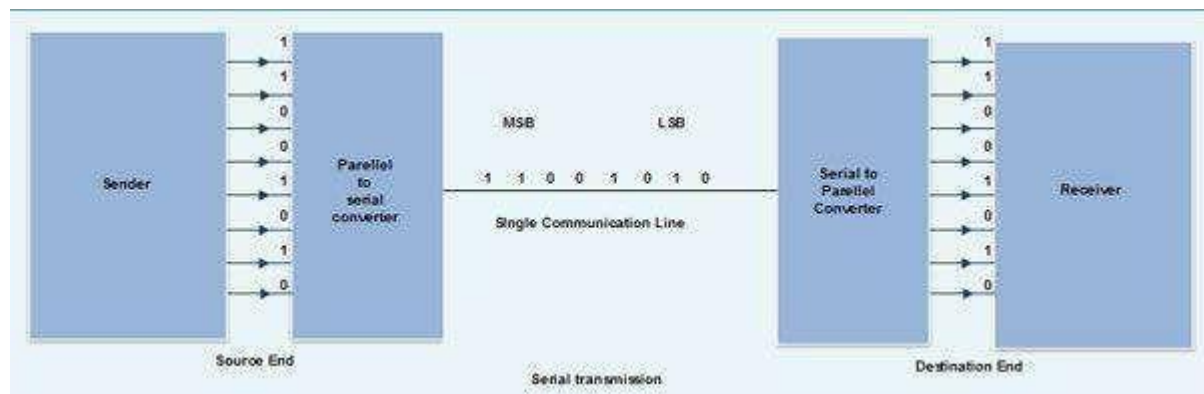 1
1
0
0
1
0
1
0
Sender
Parellel
to
serial
converter
MSB LSB
1 1 0 0 1 0 1 0
SIngle Communication Line
Serial to
Parellel
Converter
1
1
0
0
1
0
1
0
Receiver
Source End
Destination End
Serial transmission